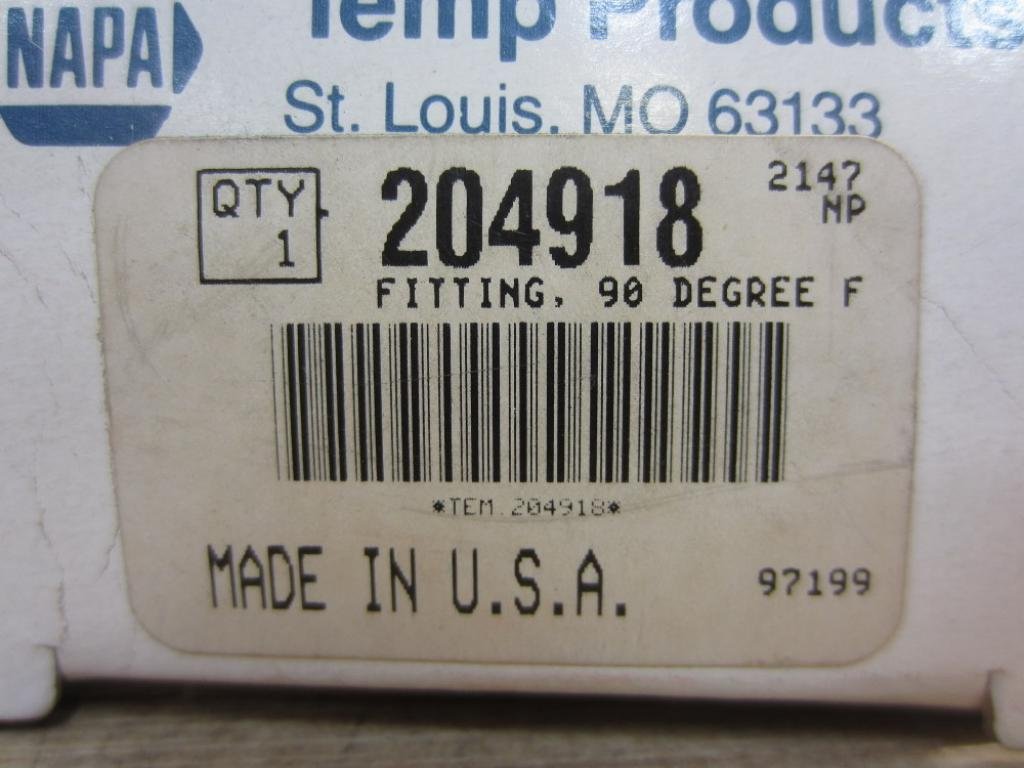 NAPA
Temp Products
St. Louis, MO 63133
QTY. 204918 2147
1 NP
FITTING, 90 DEGREE F
*TEM.204918*
MADE IN U.S.A. 97199